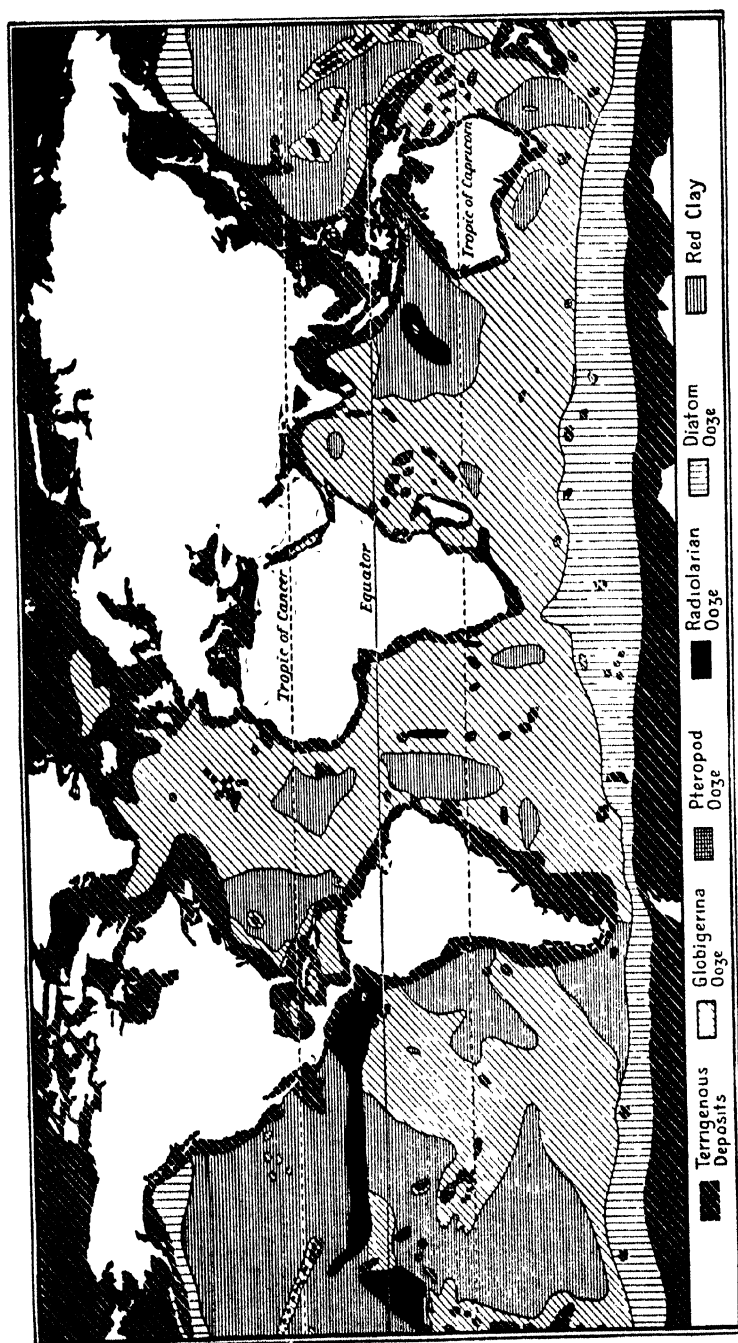 Tropic of Cancer
Equator
Tropic of Capricorn
Terrigenous
Deposits
Globigerina
Ooze
Pteropod
Ooze
Radiolarian
Ooze
Diatom
Ooze
Red Clay